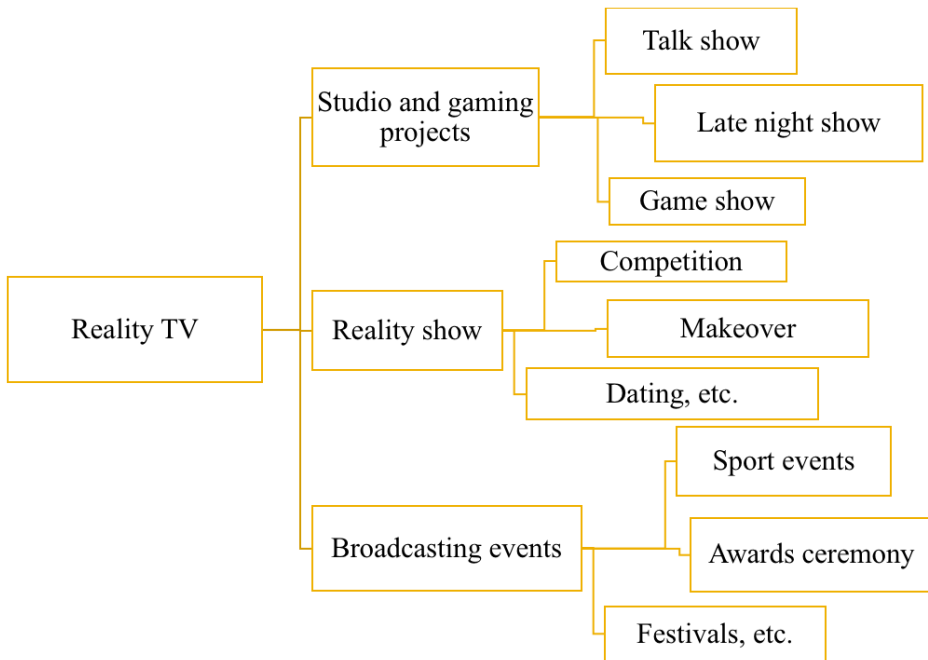 Reality TV
Studio and gaming
projects
Talk show
Late night show
Game show
Reality show
Competition
Makeover
Dating, etc.
Broadcasting events
Sport events
Awards ceremony
Festivals, etc.